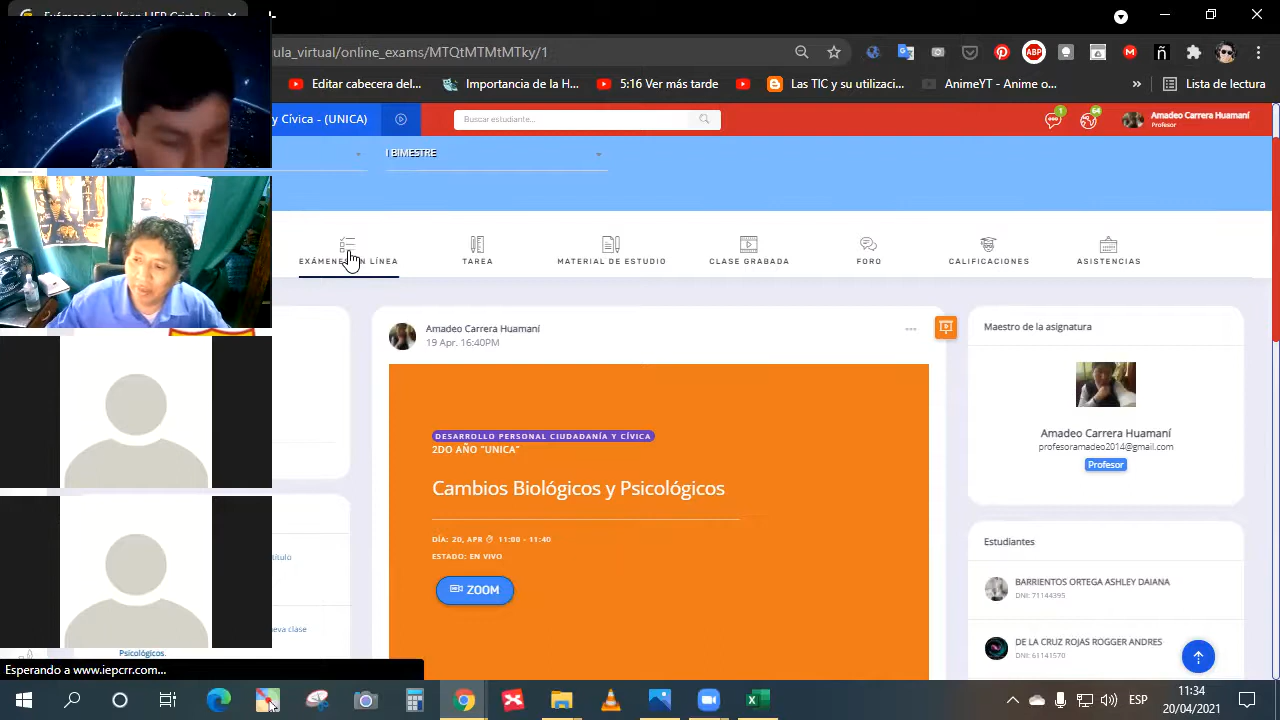 ula_virtual/online_exams/MTQtMTMtMTky/1
Editar cabecera del...
Importancia de la H...
5:16 Ver más tarde
Las TIC y su utilizaci...
AnimeYT - Anime o...
»
Lista de lectura
y Cívica - (UNICA)
Buscar estudiante...
1
64
Amadeo Carrera Huamaní
Profesor
I BIMESTRE
TAREA
MATERIAL DE ESTUDIO
CLASE GRABADA
FORO
CALIFICACIONES
ASISTENCIAS
Amadeo Carrera Huamaní
19 Apr. 16:40PM
DESARROLLO PERSONAL CIUDADANÍA Y CÍVICA
2DO AÑO "UNICA"
Cambios Biológicos y Psicológicos
DÍA: 20, APR 11:00 - 11:40
ESTADO: EN VIVO
ZOOM
Maestro de la asignatura
Amadeo Carrera Huamaní
profesoramadeo2014@gmail.com
Profesor
Estudiantes
BARRIENTOS ORTEGA ASHLEY DAIANA
DNI: 71144395
DE LA CRUZ ROJAS ROGGER ANDRES
DNI: 61141570
título
eva clase
Psicológicos.
Esperando a www.iepcrr.com...
ESP
11:34
20/04/2021